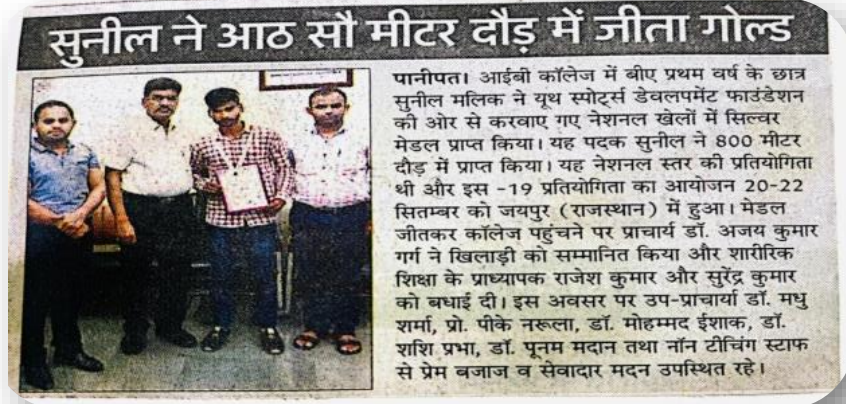 सुनील ने आठ सौ मीटर दौड़ में जीता गोल्ड
पानीपत। आईबी कॉलेज में बीए प्रथम वर्ष के छात्र
सुनील मलिक ने यूथ स्पोर्ट्स डेवलपमेंट फाउंडेशन
की ओर से करवाए गए नेशनल खेलों में सिल्वर
मेडल प्राप्त किया। यह पदक सुनील ने 800 मीटर
दौड़ में प्राप्त किया। यह नेशनल स्तर की प्रतियोगिता
थी और इस -19 प्रतियोगिता का आयोजन 20-22
सितम्बर को जयपुर (राजस्थान) में हुआ। मेडल
जीतकर कॉलेज पहुंचने पर प्राचार्य डॉ. अजय कुमार
गर्ग ने खिलाड़ी को सम्मानित किया और शारीरिक
शिक्षा के प्राध्यापक राजेश कुमार और सुरेंद्र कुमार
को बधाई दी। इस अवसर पर उप-प्राचार्या डॉ. मधु
शर्मा, प्रो. पीके नरूला, डॉ. मोहम्मद ईशाक, डॉ.
शशि प्रभा, डॉ. पूनम मदान तथा नॉन टीचिंग स्टाफ
से प्रेम बजाज व सेवादार मदन उपस्थित रहे।